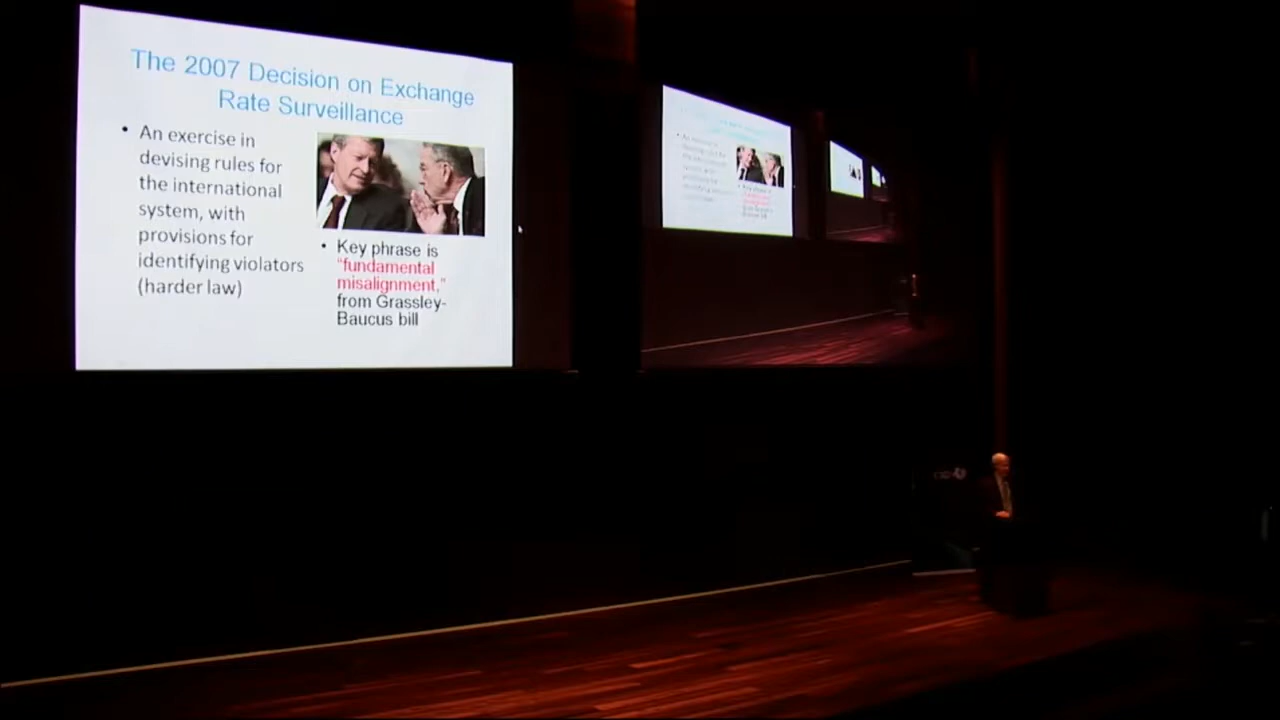 The 2007 Decision on Exchange
Rate Surveillance
• An exercise in
devising rules for
the international
system, with
provisions for
identifying violators
(harder law)
• Key phrase is
“fundamental
misalignment,”
from Grassley-
Baucus bill